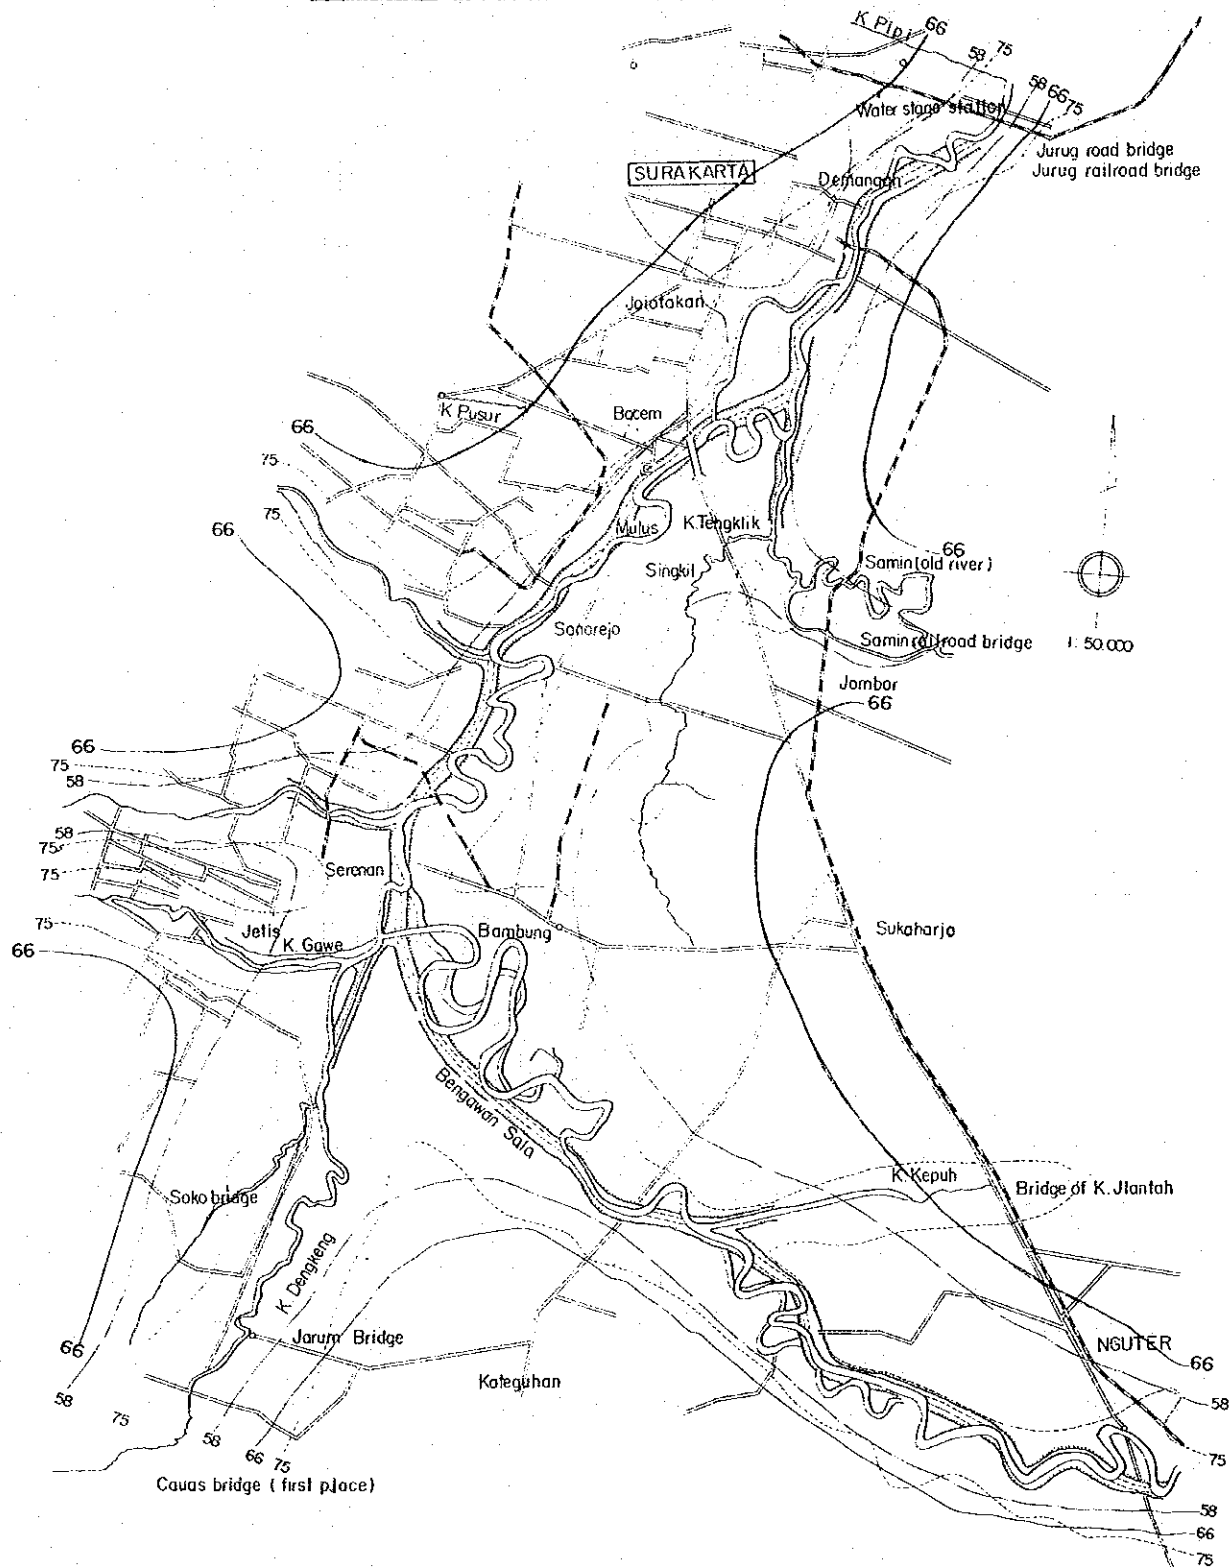 K Pipi
66
58
75
58
66
75
Water stage station
Jurug road bridge
Jurug railroad bridge
SURAKARTA
Demangan
Jojotakan
K Pusur
Bacem
66
75
75
66
Mulus
K.Tengklik
66
Singkil
Samin (old river)
Sonorejo
Samin railroad bridge
1: 50.000
Jombor
66
66
75
58
58
75
75
Serenan
75
Jetis
K. Gawe
Bambung
Sukoharjo
66
Bengawan Sala
K. Kepuh
Bridge of K. Jlantah
Soko bridge
K. Dengkeng
Jarum Bridge
NGUTER
66
66
Kateguhan
58
58
75
58
66
75
75
Cauas bridge ( first place)
58
66
75